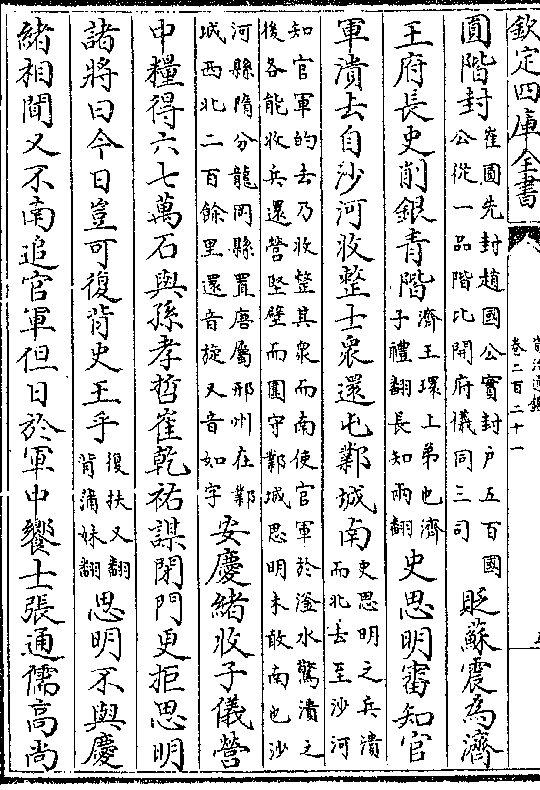 欽定四庫全書
卷二百二十一
圓階封
崔圓先封趙國公實封户五百國
公從一品階比開府儀同三司
貶蘇震為濟
王府長史削銀青階
濟王環上弟也濟
子禮翻長知兩翻
史思明審知官
軍潰去自沙河收整士衆還屯鄴城南
史思明之兵潰
而北去至沙河
知官軍的去乃收整其衆而南使官軍於滏水驚潰之
後各能收兵還營堅壁而圍守鄴城思明未敢南也沙
河縣隋分龍岡縣置唐屬邢州在鄴
城西北二百餘里還音旋又音如字
安慶緒收子儀營
中糧得六七萬石與孫孝哲崔乾祐謀閉門更拒思明
諸將曰今日豈可復背史王乎
復扶又翻
背蒲妹翻
思明不與慶
緒相聞又不南追官軍但日於軍中饗士張通儒高尚